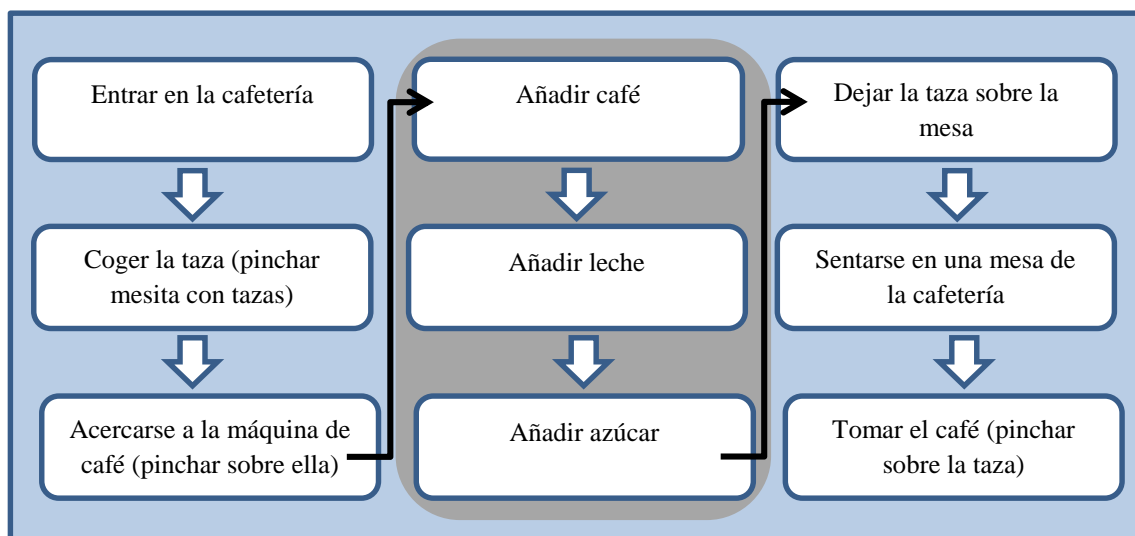 Entrar en la cafetería
Coger la taza (pinchar
mesita con tazas)
Acercarse a la máquina de
café (pinchar sobre ella)
Añadir café
Añadir leche
Añadir azúcar
Dejar la taza sobre la
mesa
Sentarse en una mesa de
la cafetería
Tomar el café (pinchar
sobre la taza)